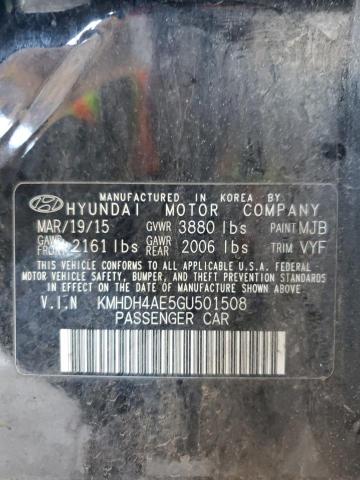 MANUFACTURED IN KOREA BY
HYUNDAI MOTOR COMPANY
MAR/19/15 GVWR 3880 lbs PAINT MJB
GAWR FRONT 2161 lbs GAWR REAR 2006 lbs TRIM VYF
THIS VEHICLE CONFORMS TO ALL APPLICABLE U.S.A. FEDERAL
MOTOR VEHICLE SAFETY, BUMPER, AND THEFT PREVENTION
STANDARDS IN EFFECT ON THE DATE OF MANUFACTURE SHOWN ABOVE.
V.I.N KMHDH4AE5GU501508
PASSENGER CAR